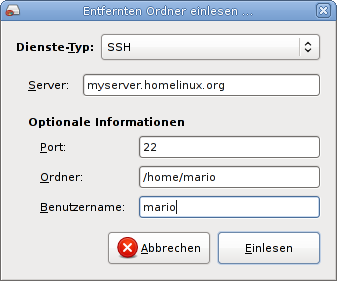 Entfernten Ordner einlesen ...
Dienste-Typ: SSH
Server: myserver.homelinux.org
Optionale Informationen
Port: 22
Ordner: /home/mario
Benutzername: mario
Abbrechen Einlesen